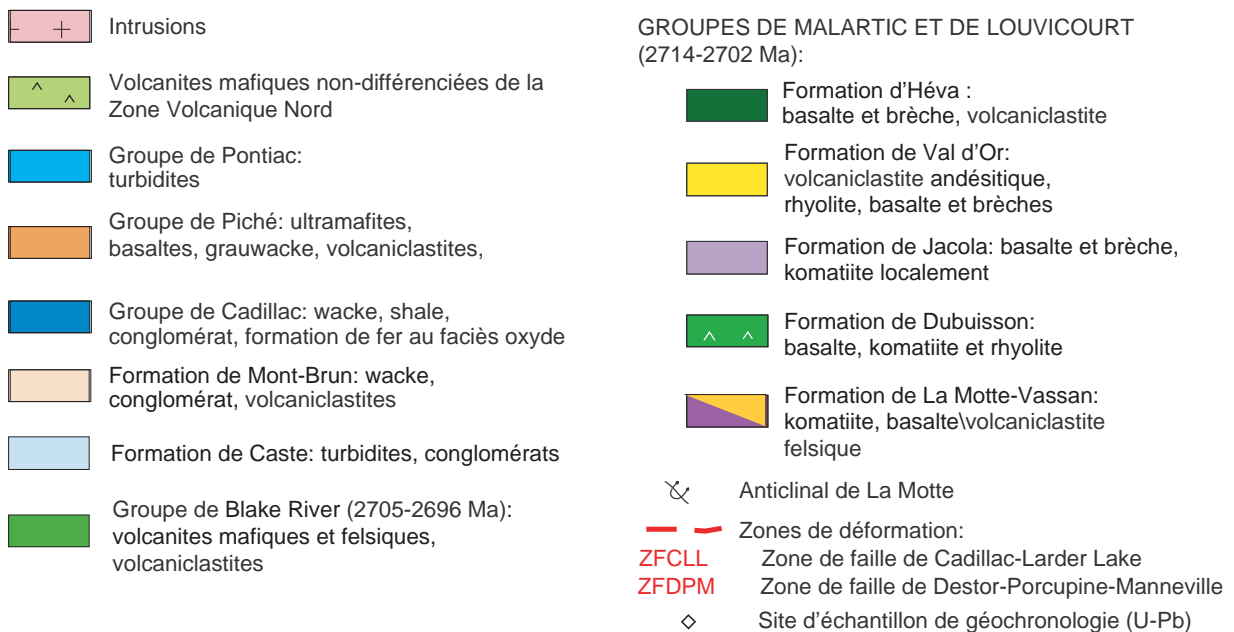 Intrusions
Volcanites mafiques non-différenciées de la
Zone Volcanique Nord
Groupe de Pontiac:
turbidites
Groupe de Piché: ultramafites,
basaltes, grauwacke, volcaniclastites,
Groupe de Cadillac: wacke, shale,
conglomérat, formation de fer au faciès oxyde
Formation de Mont-Brun: wacke,
conglomérat, volcaniclastites
Formation de Caste: turbidites, conglomérats
Groupe de Blake River (2705-2696 Ma):
volcanites mafiques et felsiques,
volcaniclastites
GROUPES DE MALARTIC ET DE LOUVICOURT
(2714-2702 Ma):
Formation d'Héva :
basalte et brèche, volcaniclastite
Formation de Val d'Or:
volcaniclastite andésitique,
rhyolite, basalte et brèches
Formation de Jacola: basalte et brèche,
komatiite localement
Formation de Dubuisson:
basalte, komatiite et rhyolite
Formation de La Motte-Vassan:
komatiite, basalte\volcaniclastite
felsique
Anticlinal de La Motte
Zones de déformation:
ZFCLL Zone de faille de Cadillac-Larder Lake
ZFDPM Zone de faille de Destor-Porcupine-Manneville
Site d'échantillon de géochronologie (U-Pb)